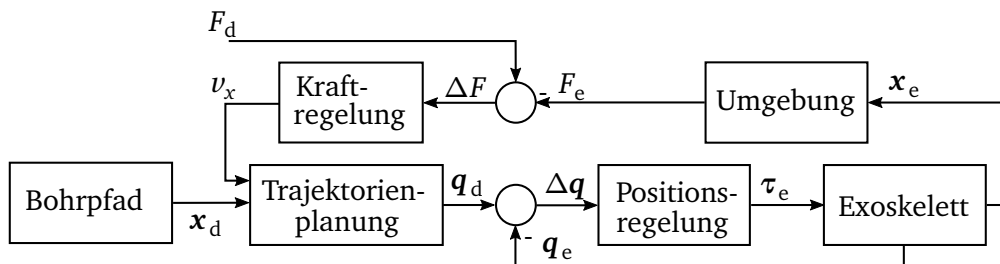 F_d
v_x
Kraft-
regelung
ΔF
-
F_e
Umgebung
x_e
Bohrpfad
x_d
Trajektorien-
planung
q_d
-
q_e
Δq
Positions-
regelung
τ_e
Exoskelett